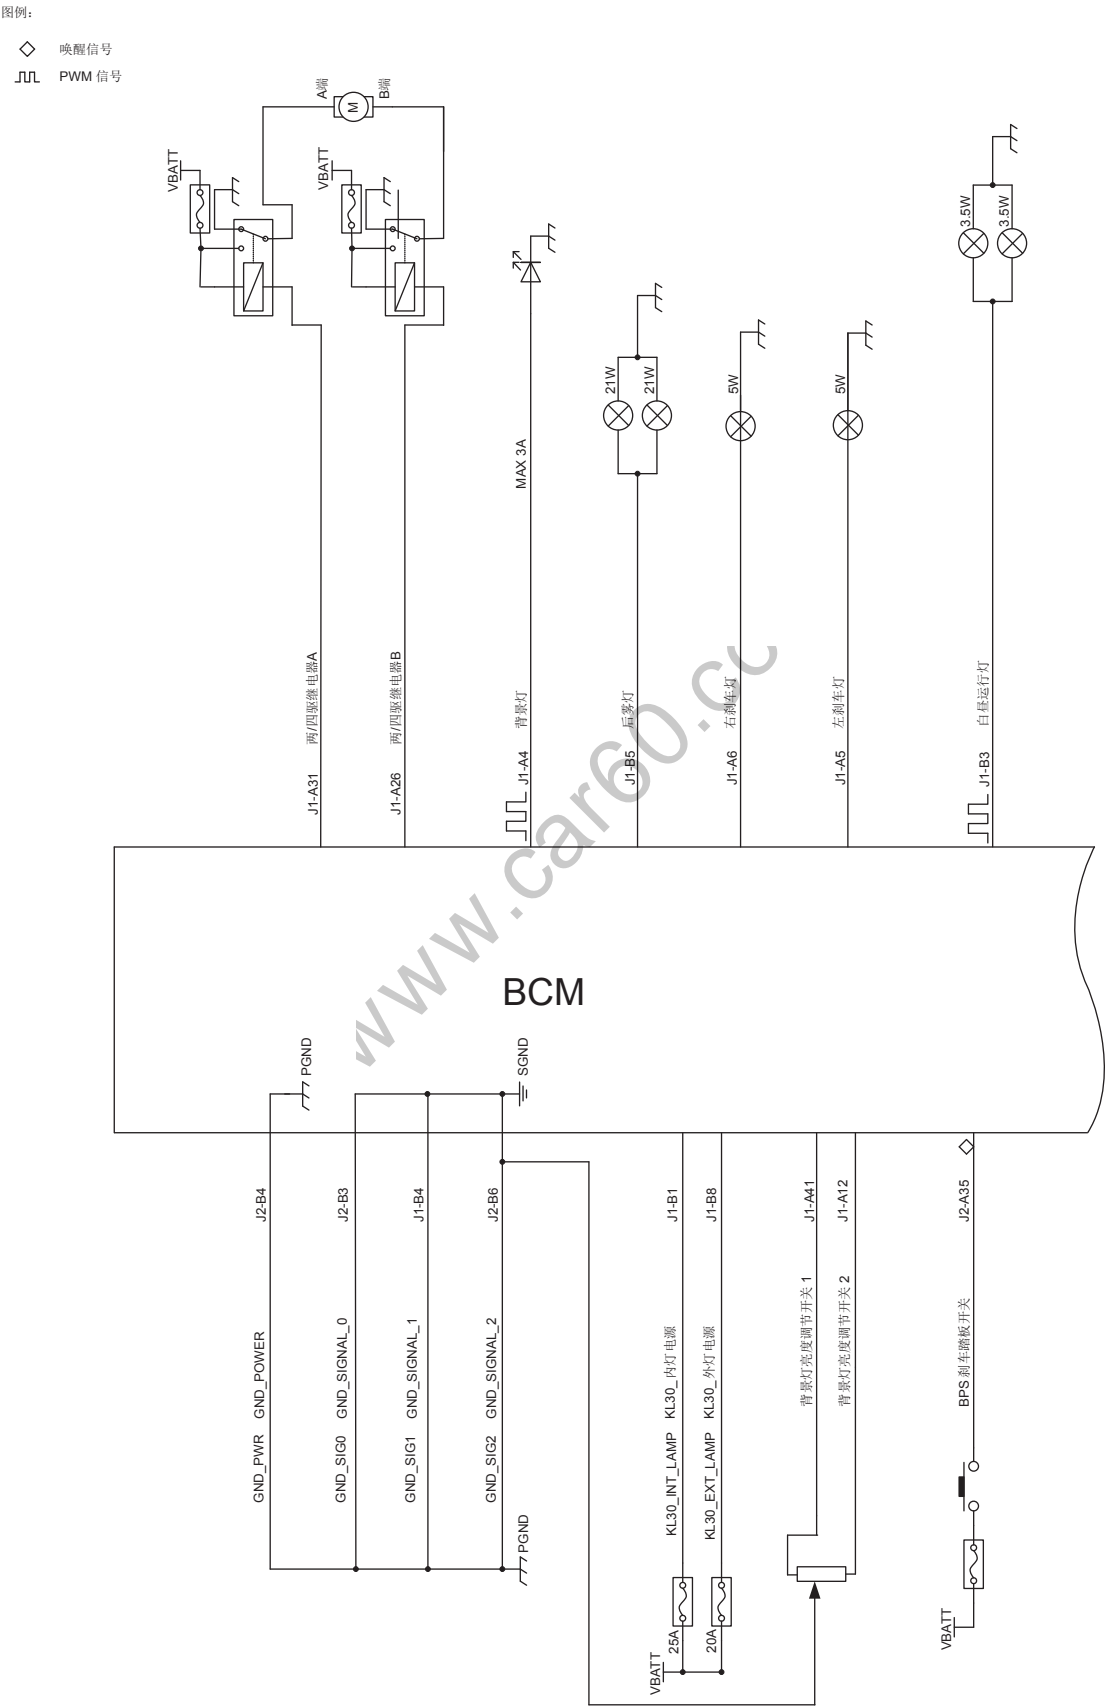 图例：
唤醒信号
PWM 信号
A端
M
B端
VBATT
VBATT
3.5W
3.5W
21W
21W
5W
5W
MAX 3A
两/四驱继电器A
两/四驱继电器B
背景灯
后雾灯
右刹车灯
左刹车灯
白昼运行灯
J1-A31
J1-A26
J1-A4
J1-B5
J1-A6
J1-A5
J1-B3
www.car60.co
BCM
PGND
SGND
J2-B4
J2-B3
J1-B4
J2-B6
J1-B1
J1-B8
J1-A41
J1-A12
J2-A35
GND_PWR GND_POWER
GND_SIG0 GND_SIGNAL_0
GND_SIG1 GND_SIGNAL_1
GND_SIG2 GND_SIGNAL_2
KL30_INT_LAMP KL30_内灯电源
KL30_EXT_LAMP KL30_外灯电源
背景灯亮度调节开关 1
背景灯亮度调节开关 2
BPS 刹车踏板开关
PGND
25A
20A
VBATT
VBATT